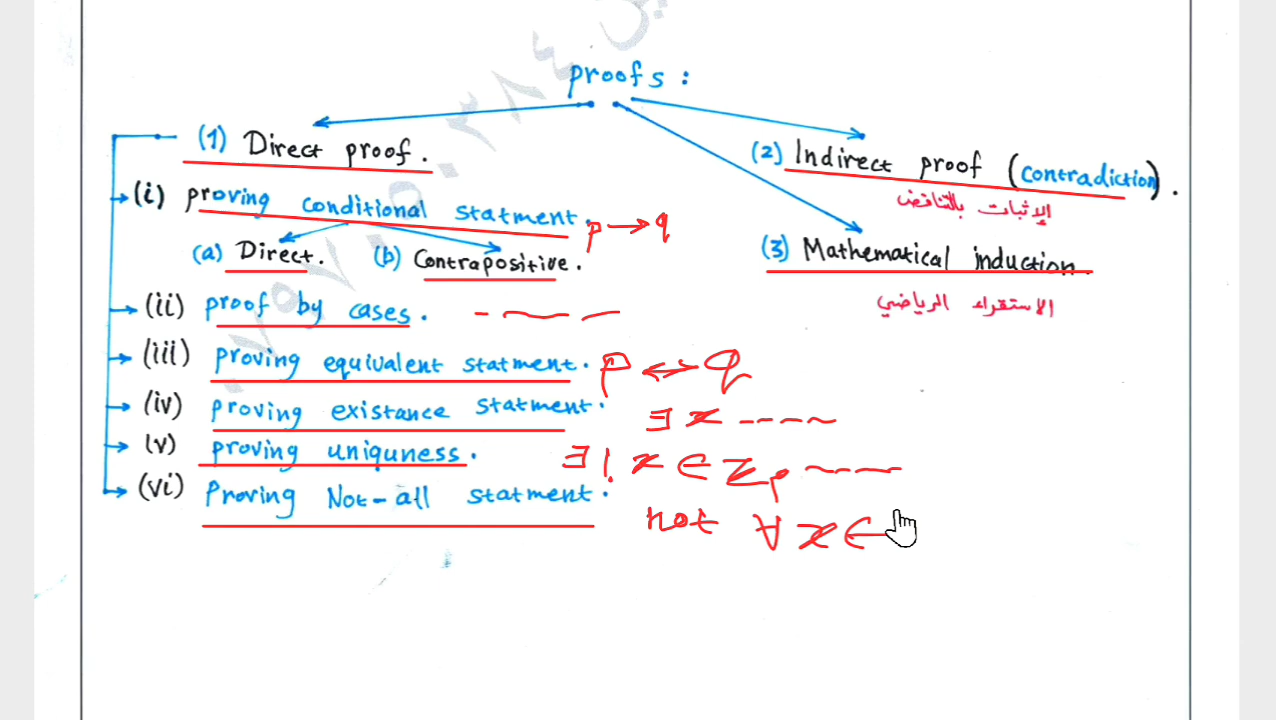 proofs :
(1) Direct proof.
(2) Indirect proof (contradiction).
الإثبات بالتناقض
(i) proving conditional statment. p → q
(a) Direct. (b) Contrapositive.
(3) Mathematical induction
الاستقراء الرياضي
(ii) proof by cases.
(iii) proving equivalent statment. p ↔ q
(iv) proving existance statment. ∃ x ----
(v) proving uniquness. ∃! x ∈ Z, ----
(vi) Proving Not-all statment.
not ∀ x ∈